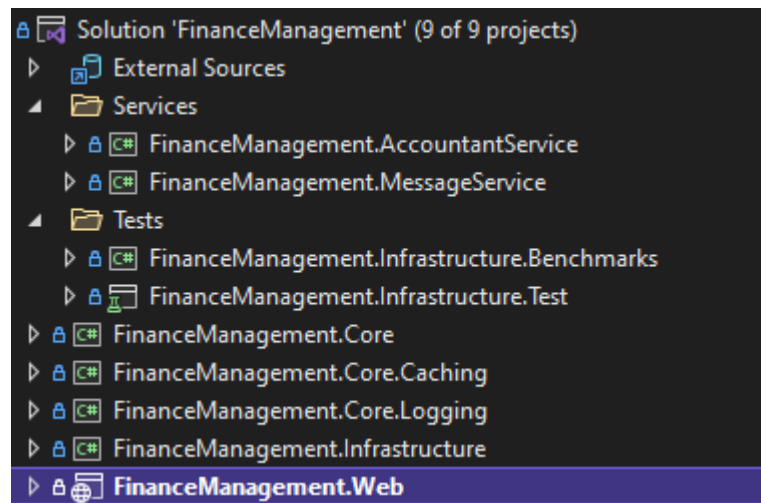 Solution 'FinanceManagement' (9 of 9 projects)
External Sources
Services
C# FinanceManagement.AccountantService
C# FinanceManagement.MessageService
Tests
C# FinanceManagement.Infrastructure.Benchmarks
FinanceManagement.Infrastructure.Test
C# FinanceManagement.Core
C# FinanceManagement.Core.Caching
C# FinanceManagement.Core.Logging
C# FinanceManagement.Infrastructure
FinanceManagement.Web